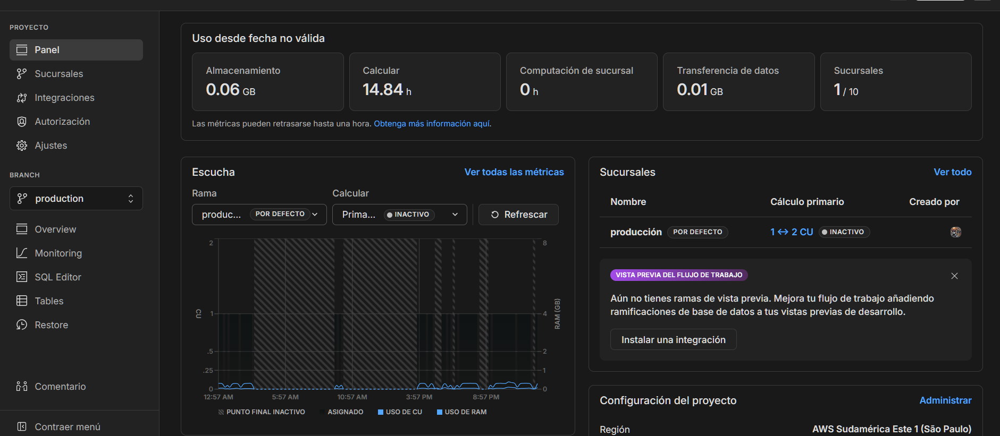 PROYECTO
Panel
Sucursales
Integraciones
Autorización
Ajustes
BRANCH
production
Overview
Monitoring
SQL Editor
Tables
Restore
Comentario
Contraer menú
Uso desde fecha no válida
Almacenamiento
0.06 GB
Calcular
14.84 h
Computación de sucursal
0 h
Transferencia de datos
0.01 GB
Sucursales
1 / 10
Las métricas pueden retrasarse hasta una hora. Obtenga más información aquí.
Escucha
Ver todas las métricas
Rama
Calcular
produc... POR DEFECTO
Prima... INACTIVO
Refrescar
2
1
.5
.25
0
CU
8
4
2
1
0
RAM (GB)
12:57 AM 5:57 AM 10:57 AM 3:57 PM 8:57 PM
PUNTO FINAL INACTIVO ASIGNADO USO DE CU USO DE RAM
Sucursales
Ver todo
Nombre Cálculo primario Creado por
producción POR DEFECTO 1 ↔ 2 CU INACTIVO
VISTA PREVIA DEL FLUJO DE TRABAJO
Aún no tienes ramas de vista previa. Mejora tu flujo de trabajo añadiendo
ramificaciones de base de datos a tus vistas previas de desarrollo.
Instalar una integración
Configuración del proyecto
Administrar
Región AWS Sudamérica Este 1 (São Paulo)